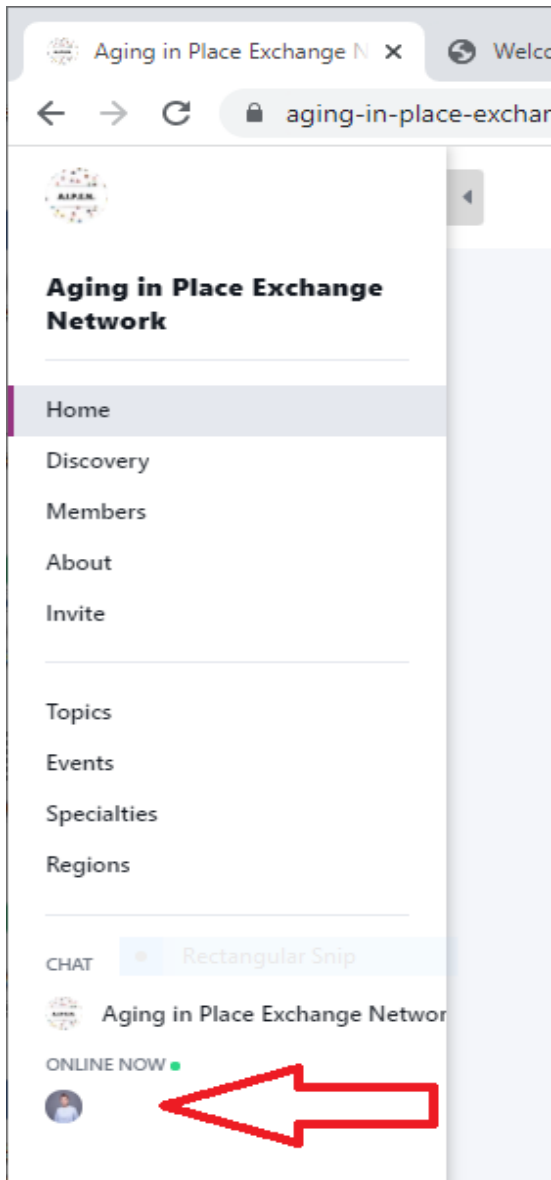 Aging in Place Exchange N
Welco
aging-in-place-exchan
A.I.P.E.N.
Aging in Place Exchange
Network
Home
Discovery
Members
About
Invite
Topics
Events
Specialties
Regions
CHAT
Rectangular Snip
Aging in Place Exchange Networ
ONLINE NOW